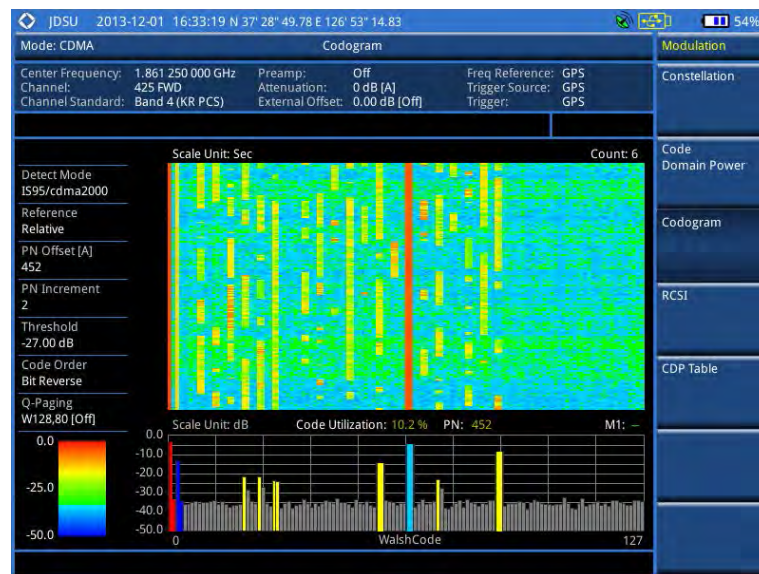 JDSU 2013-12-01 16:33:19 N 37' 28" 49.78 E 126' 53" 14.83 54%
Mode: CDMA Codogram Modulation
Center Frequency: 1.861 250 000 GHz Preamp: Off Freq Reference: GPS
Channel: 425 FWD Attenuation: 0 dB [A] Trigger Source: GPS
Channel Standard: Band 4 (KR PCS) External Offset: 0.00 dB [Off] Trigger: GPS
Constellation
Code
Domain Power
Codogram
RCSI
CDP Table
Scale Unit: Sec Count: 6
Detect Mode
IS95/cdma2000
Reference
Relative
PN Offset [A]
452
PN Increment
2
Threshold
-27.00 dB
Code Order
Bit Reverse
Q-Paging
W128,80 [Off]
0.0
-25.0
-50.0
Scale Unit: dB Code Utilization: 10.2 % PN: 452 M1: --
0.0
-10.0
-20.0
-30.0
-40.0
-50.0
0 WalshCode 127